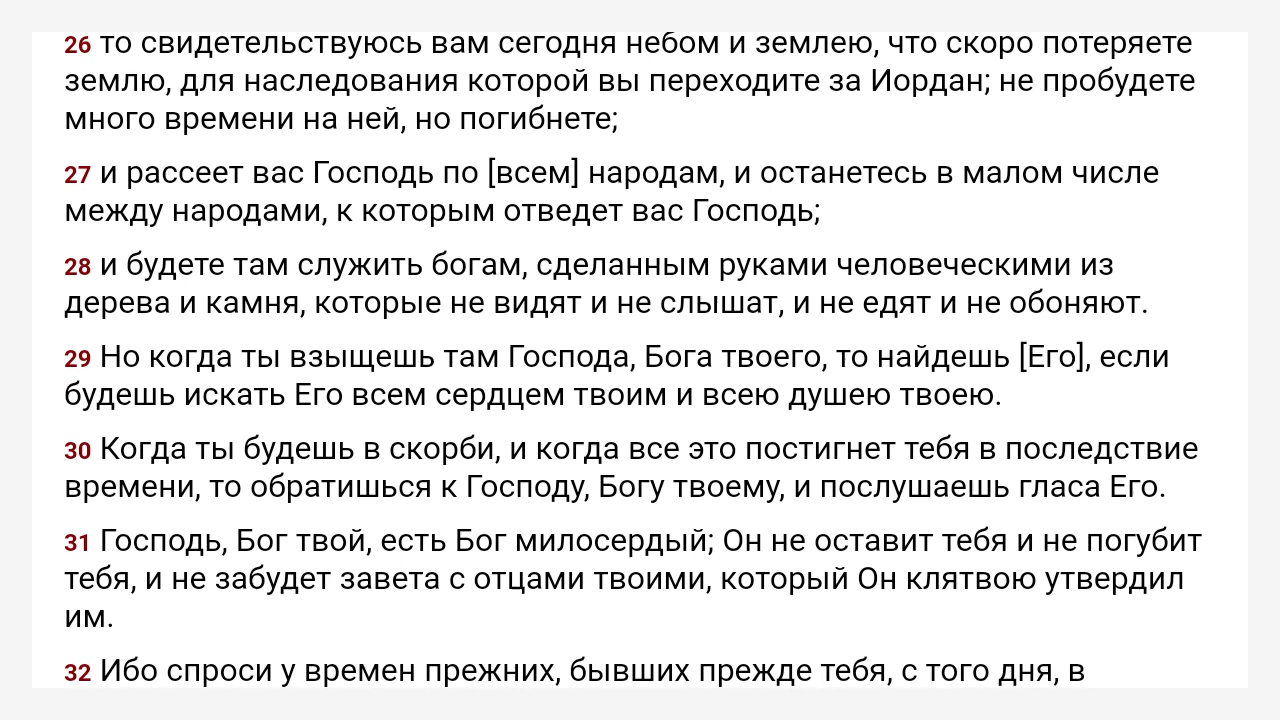 26 то свидетельствуюсь вам сегодня небом и землею, что скоро потеряете
землю, для наследования которой вы переходите за Иордан; не пробудете
много времени на ней, но погибнете;
27 и рассеет вас Господь по [всем] народам, и останетесь в малом числе
между народами, к которым отведет вас Господь;
28 и будете там служить богам, сделанным руками человеческими из
дерева и камня, которые не видят и не слышат, и не едят и не обоняют.
29 Но когда ты взыщешь там Господа, Бога твоего, то найдешь [Его], если
будешь искать Его всем сердцем твоим и всею душею твоею.
30 Когда ты будешь в скорби, и когда все это постигнет тебя в последствие
времени, то обратишься к Господу, Богу твоему, и послушаешь гласа Его.
31 Господь, Бог твой, есть Бог милосердый; Он не оставит тебя и не погубит
тебя, и не забудет завета с отцами твоими, который Он клятвою утвердил
им.
32 Ибо спроси у времен прежних, бывших прежде тебя, с того дня, в